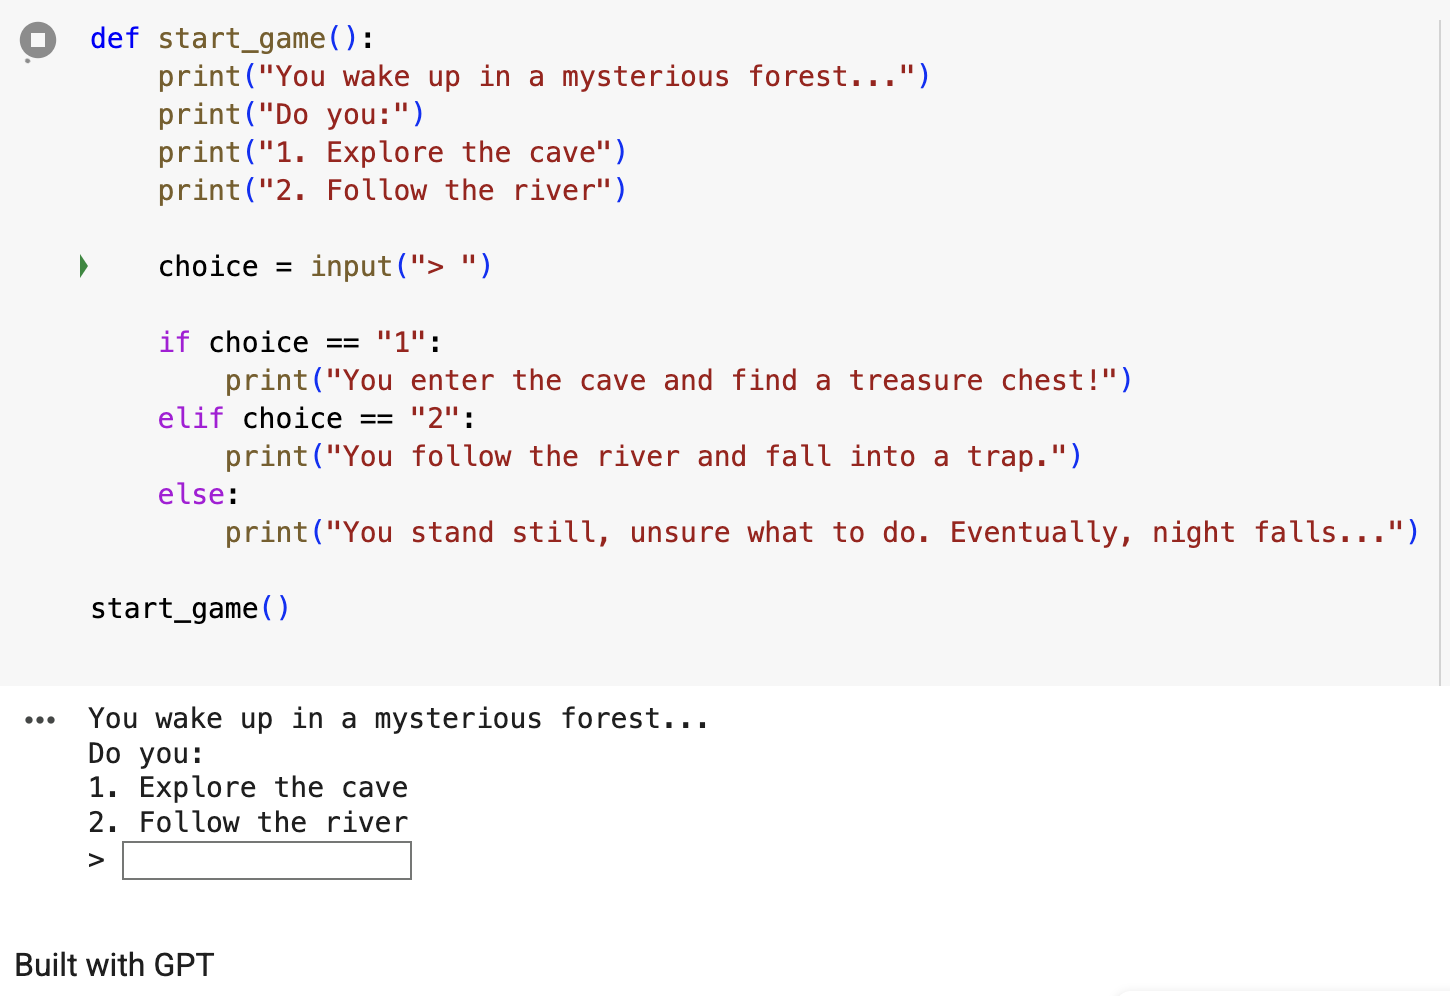 def start_game():
    print("You wake up in a mysterious forest...")
    print("Do you:")
    print("1. Explore the cave")
    print("2. Follow the river")
    choice = input("> ")
    if choice == "1":
        print("You enter the cave and find a treasure chest!")
    elif choice == "2":
        print("You follow the river and fall into a trap.")
    else:
        print("You stand still, unsure what to do. Eventually, night falls...")
start_game()
You wake up in a mysterious forest...
Do you:
1. Explore the cave
2. Follow the river
>
Built with GPT